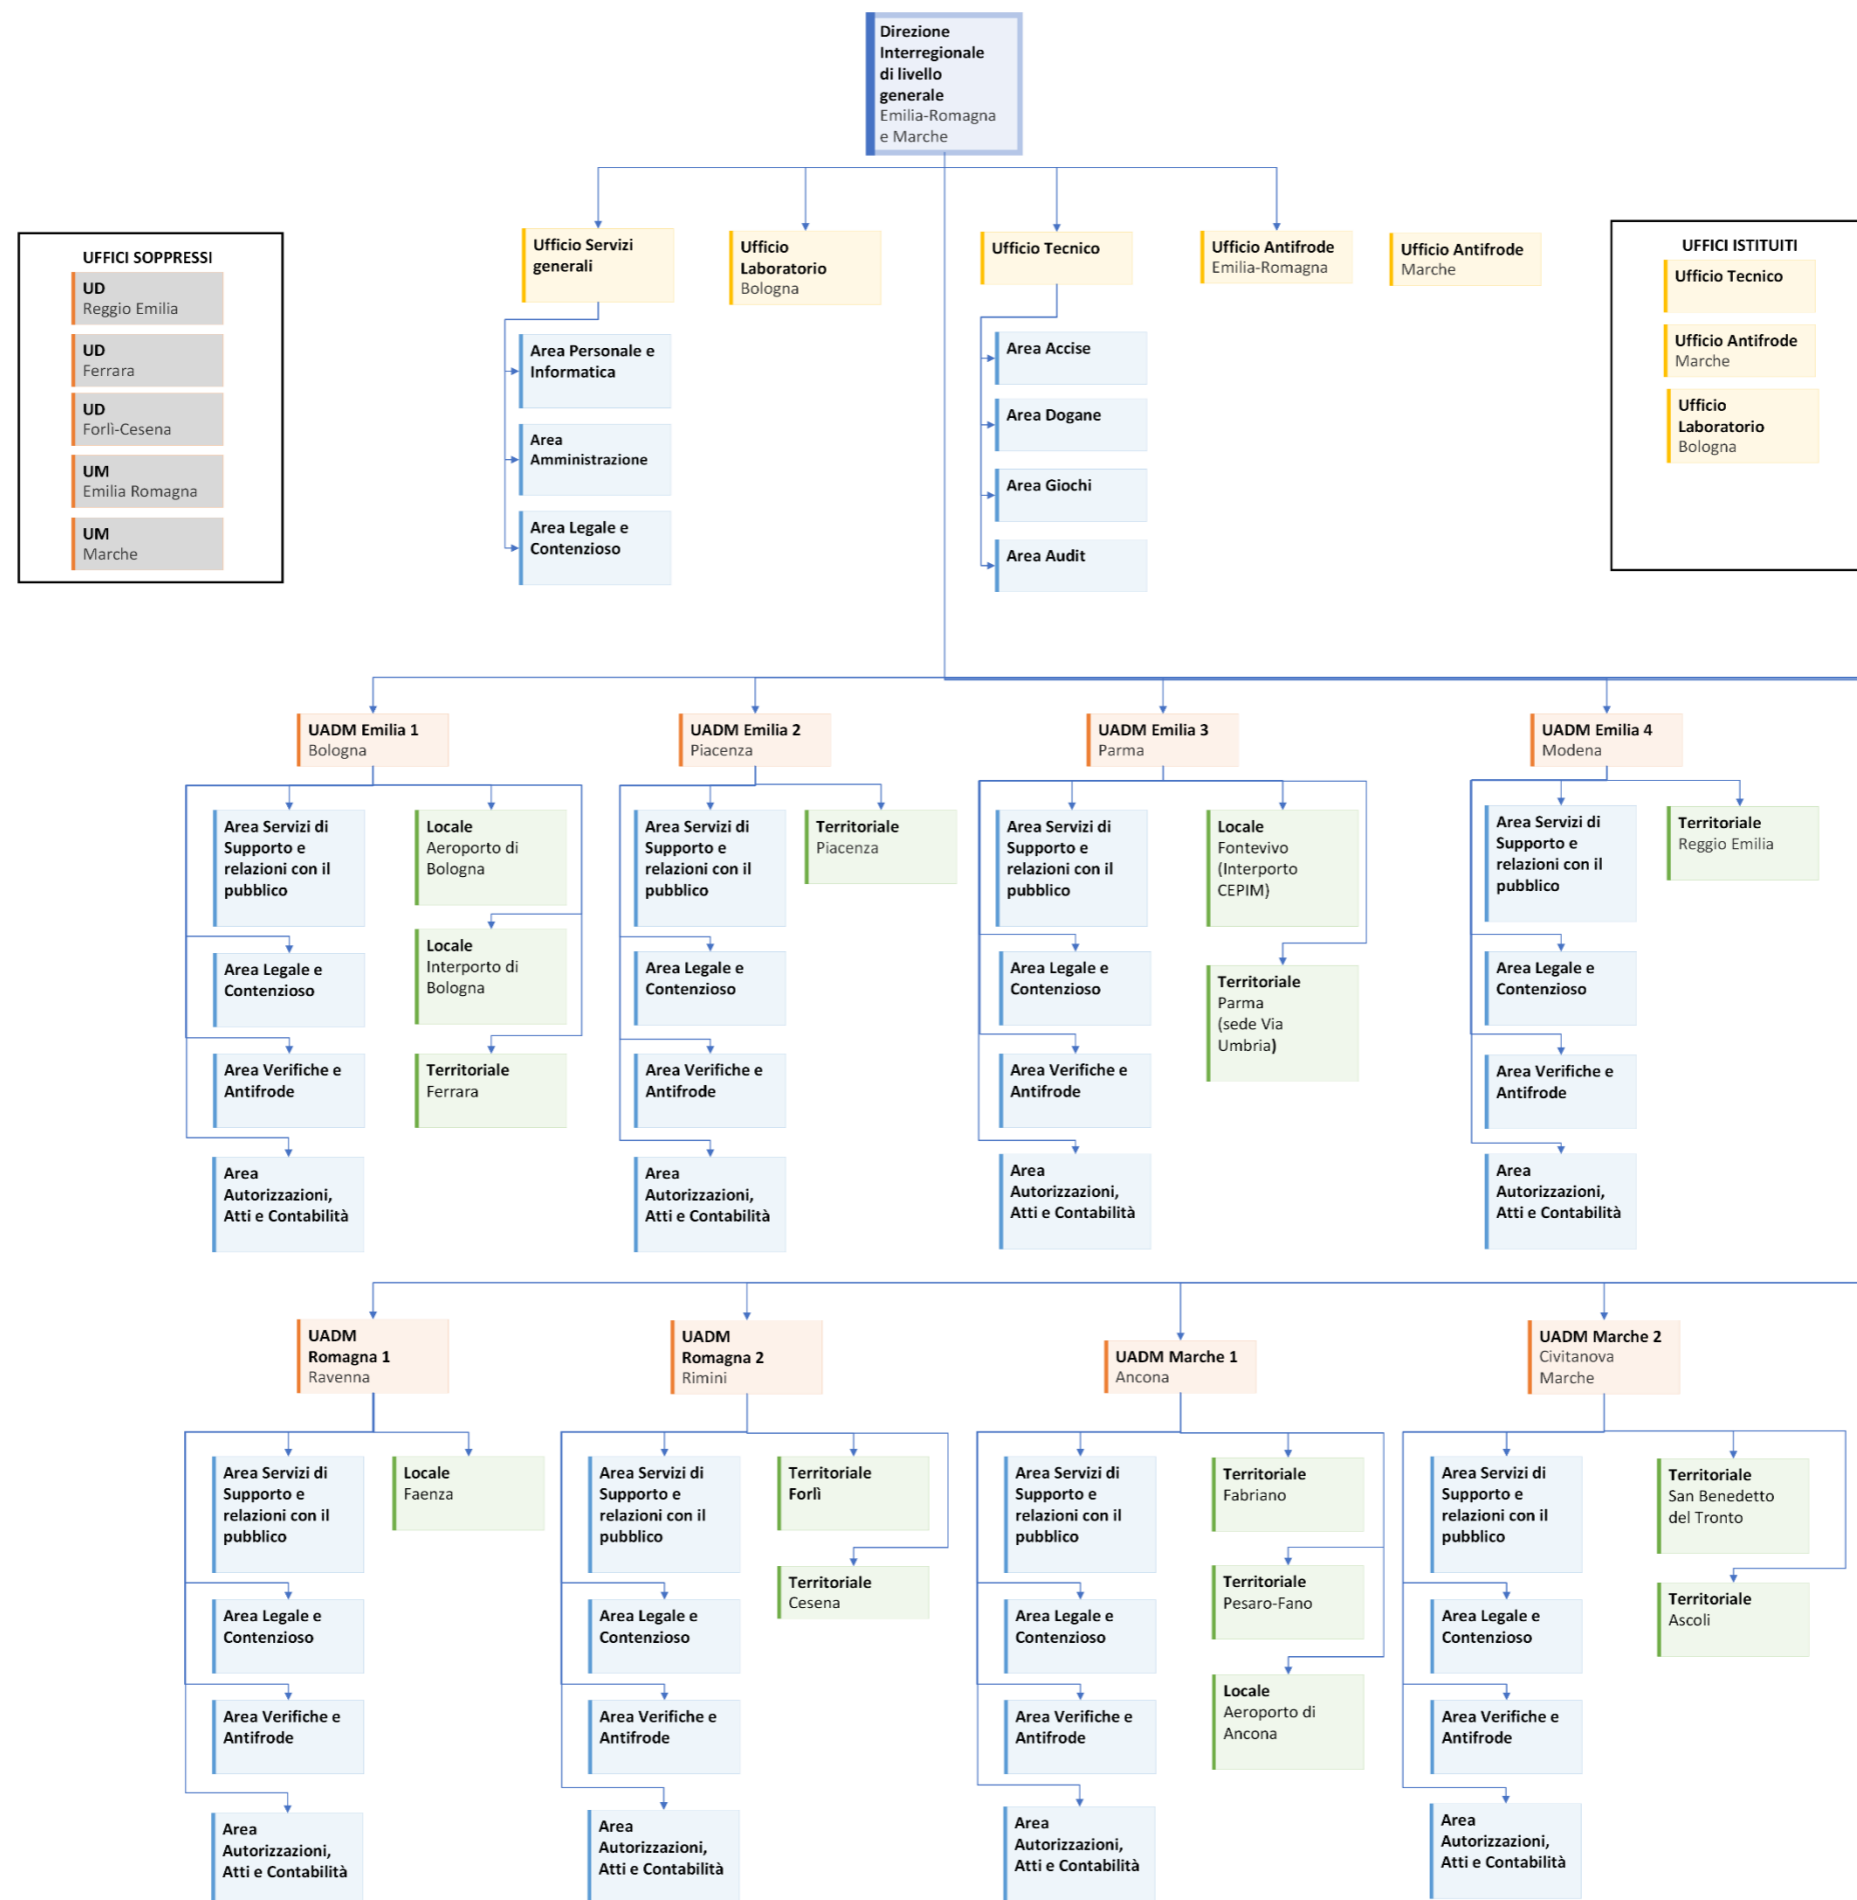 Direzione
Interregionale
di livello
generale
Emilia-Romagna
e Marche
UFFICI SOPPRESSI
UD
Reggio Emilia
UD
Ferrara
UD
Forlì-Cesena
UM
Emilia Romagna
UM
Marche
Ufficio Servizi
generali
Area Personale e
Informatica
Area
Amministrazione
Area Legale e
Contenzioso
Ufficio
Laboratorio
Bologna
Ufficio Tecnico
Area Accise
Area Dogane
Area Giochi
Area Audit
Ufficio Antifrode
Emilia-Romagna
Ufficio Antifrode
Marche
UFFICI ISTITUITI
Ufficio Tecnico
Ufficio Antifrode
Marche
Ufficio
Laboratorio
Bologna
UADM Emilia 1
Bologna
Area Servizi di
Supporto e
relazioni con il
pubblico
Area Legale e
Contenzioso
Area Verifiche e
Antifrode
Area
Autorizzazioni,
Atti e Contabilità
Locale
Aeroporto di
Bologna
Locale
Interporto di
Bologna
Territoriale
Ferrara
UADM Emilia 2
Piacenza
Area Servizi di
Supporto e
relazioni con il
pubblico
Area Legale e
Contenzioso
Area Verifiche e
Antifrode
Area
Autorizzazioni,
Atti e Contabilità
Territoriale
Piacenza
UADM Emilia 3
Parma
Area Servizi di
Supporto e
relazioni con il
pubblico
Area Legale e
Contenzioso
Area Verifiche e
Antifrode
Area
Autorizzazioni,
Atti e Contabilità
Locale
Fontevivo
(Interporto
CEPIM)
Territoriale
Parma
(sede Via
Umbria)
UADM Emilia 4
Modena
Area Servizi di
Supporto e
relazioni con il
pubblico
Area Legale e
Contenzioso
Area Verifiche e
Antifrode
Area
Autorizzazioni,
Atti e Contabilità
Territoriale
Reggio Emilia
UADM
Romagna 1
Ravenna
Area Servizi di
Supporto e
relazioni con il
pubblico
Area Legale e
Contenzioso
Area Verifiche e
Antifrode
Area
Autorizzazioni,
Atti e Contabilità
Locale
Faenza
UADM
Romagna 2
Rimini
Area Servizi di
Supporto e
relazioni con il
pubblico
Area Legale e
Contenzioso
Area Verifiche e
Antifrode
Area
Autorizzazioni,
Atti e Contabilità
Territoriale
Forlì
Territoriale
Cesena
UADM Marche 1
Ancona
Area Servizi di
Supporto e
relazioni con il
pubblico
Area Legale e
Contenzioso
Area Verifiche e
Antifrode
Area
Autorizzazioni,
Atti e Contabilità
Territoriale
Fabriano
Territoriale
Pesaro-Fano
Locale
Aeroporto di
Ancona
UADM Marche 2
Civitanova
Marche
Area Servizi di
Supporto e
relazioni con il
pubblico
Area Legale e
Contenzioso
Area Verifiche e
Antifrode
Area
Autorizzazioni,
Atti e Contabilità
Territoriale
San Benedetto
del Tronto
Territoriale
Ascoli